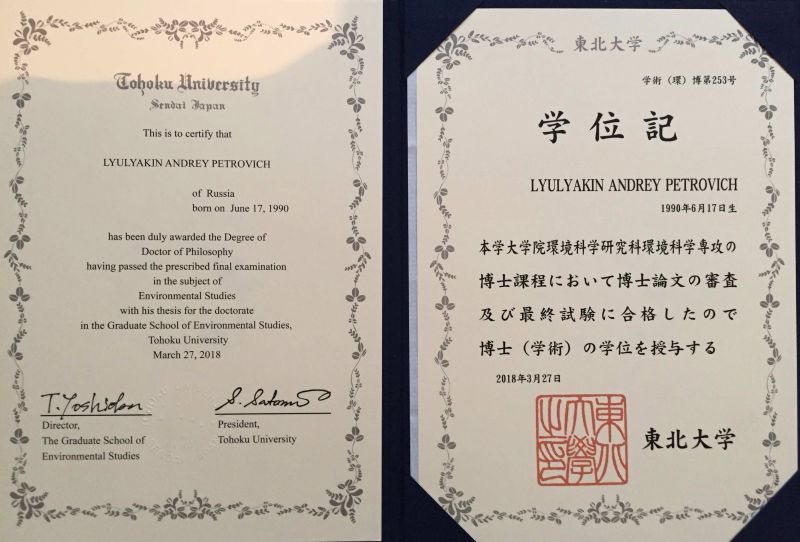 Tohoku University
Sendai Japan
This is to certify that
LYULYAKIN ANDREY PETROVICH
of Russia
born on June 17, 1990
has been duly awarded the Degree of
Doctor of Philosophy
having passed the prescribed final examination
in the subject of
Environmental Studies
with his thesis for the doctorate
in the Graduate School of Environmental Studies,
Tohoku University
March 27, 2018
T. Yoshioka
Director,
The Graduate School of
Environmental Studies
S. Satomi
President,
Tohoku University
東北大学
学術（環）博第253号
学位記
LYULYAKIN ANDREY PETROVICH
1990年6月17日生
本学大学院環境科学研究科環境科学専攻の
博士課程において博士論文の審査
及び最終試験に合格したので
博士（学術）の学位を授与する
2018年3月27日
東北大學之印
東北大学